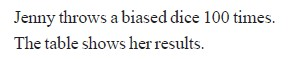 Jenny throws a biased dice 100 times.
The table shows her results.